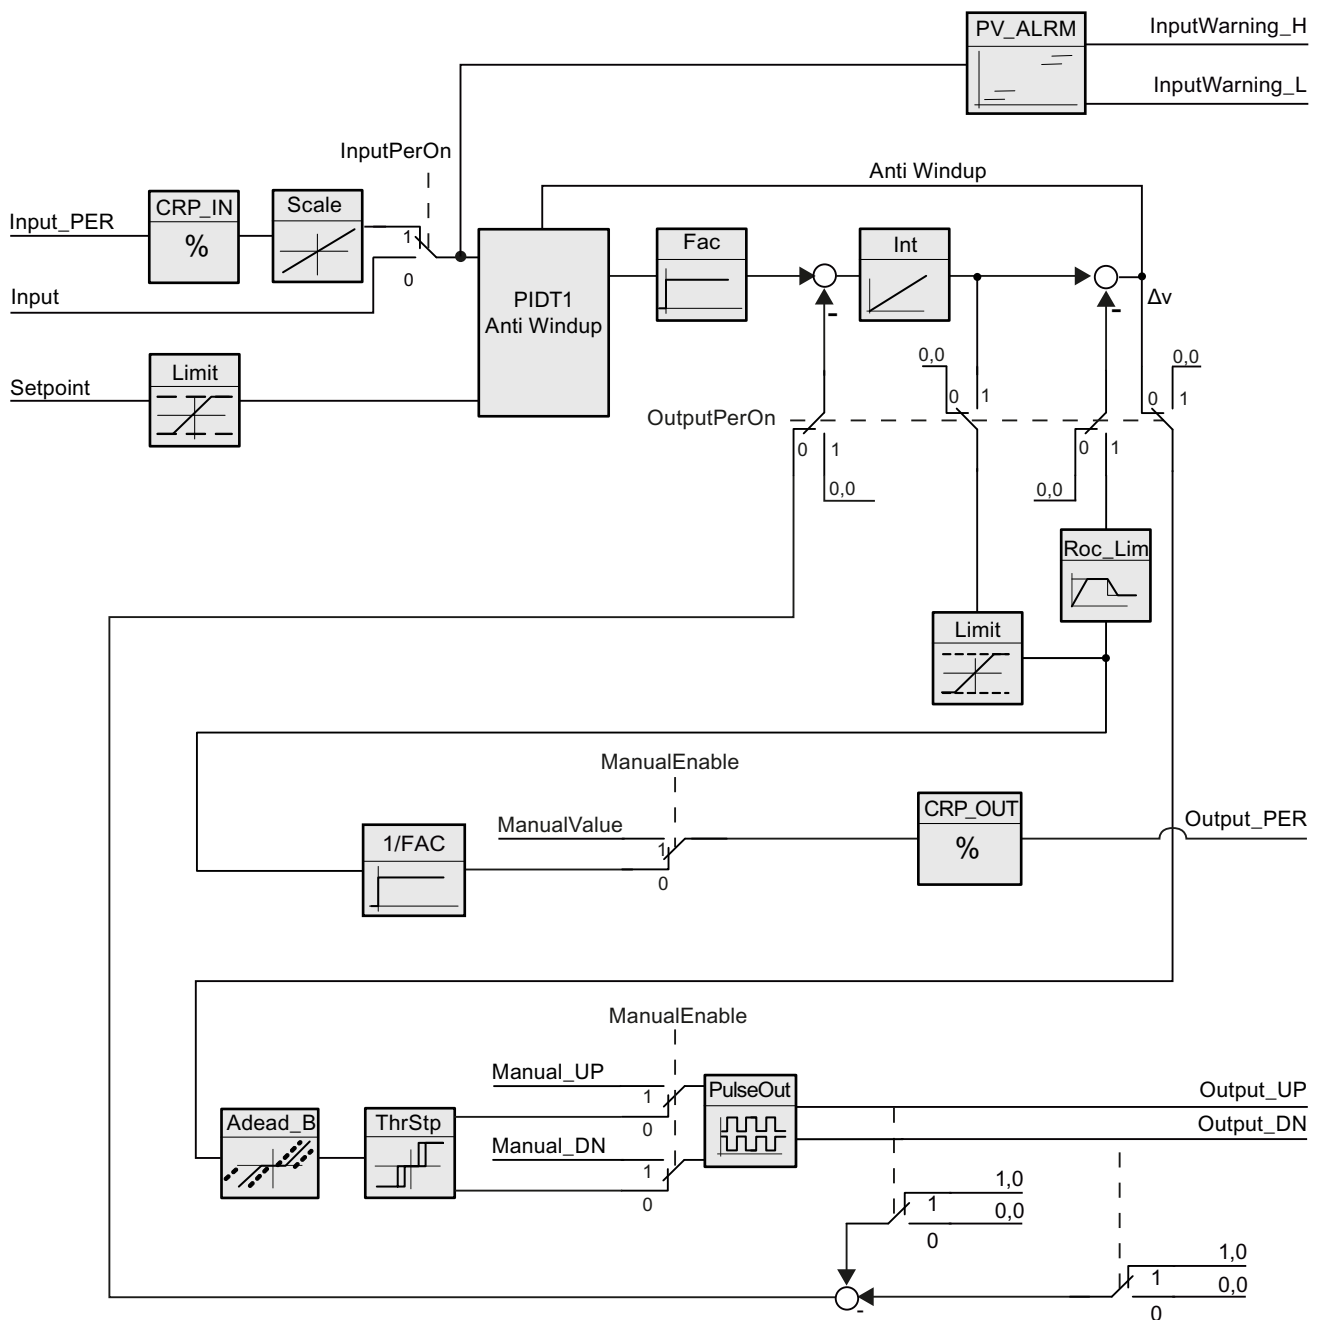 PV_ALRM
InputWarning_H
InputWarning_L
InputPerOn
Anti Windup
Input_PER
CRP_IN
%
Scale
1
0
Input
PIDT1
Anti Windup
Fac
Int
-
-
Δv
Setpoint
Limit
OutputPerOn
0
1
0,0
0,0
0
1
0
1
0,0
0,0
0
1
Roc_Lim
Limit
ManualEnable
ManualValue
1
0
1/FAC
CRP_OUT
%
Output_PER
ManualEnable
Manual_UP
1
0
Manual_DN
1
0
Adead_B
ThrStp
PulseOut
Output_UP
Output_DN
1,0
1
0,0
0
1,0
1
0,0
0
-